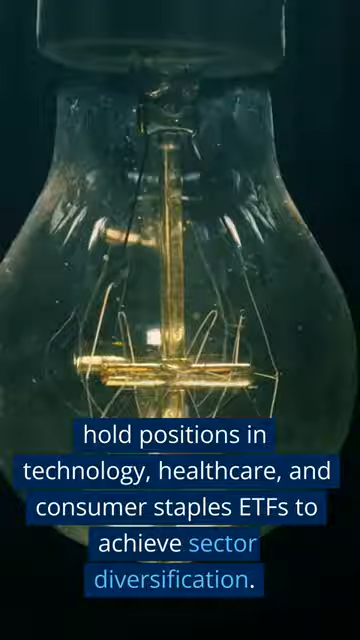 hold positions in
technology, healthcare, and
consumer staples ETFs to
achieve sector
diversification.